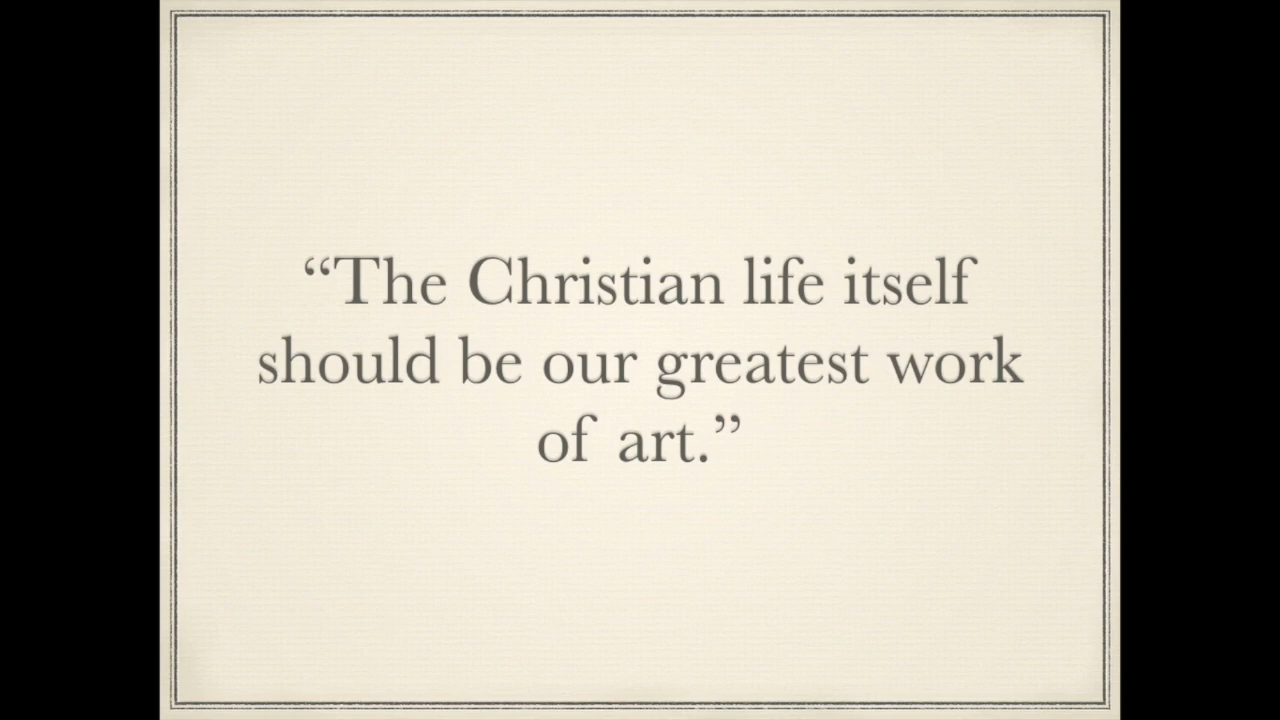 “The Christian life itself
should be our greatest work
of art.”